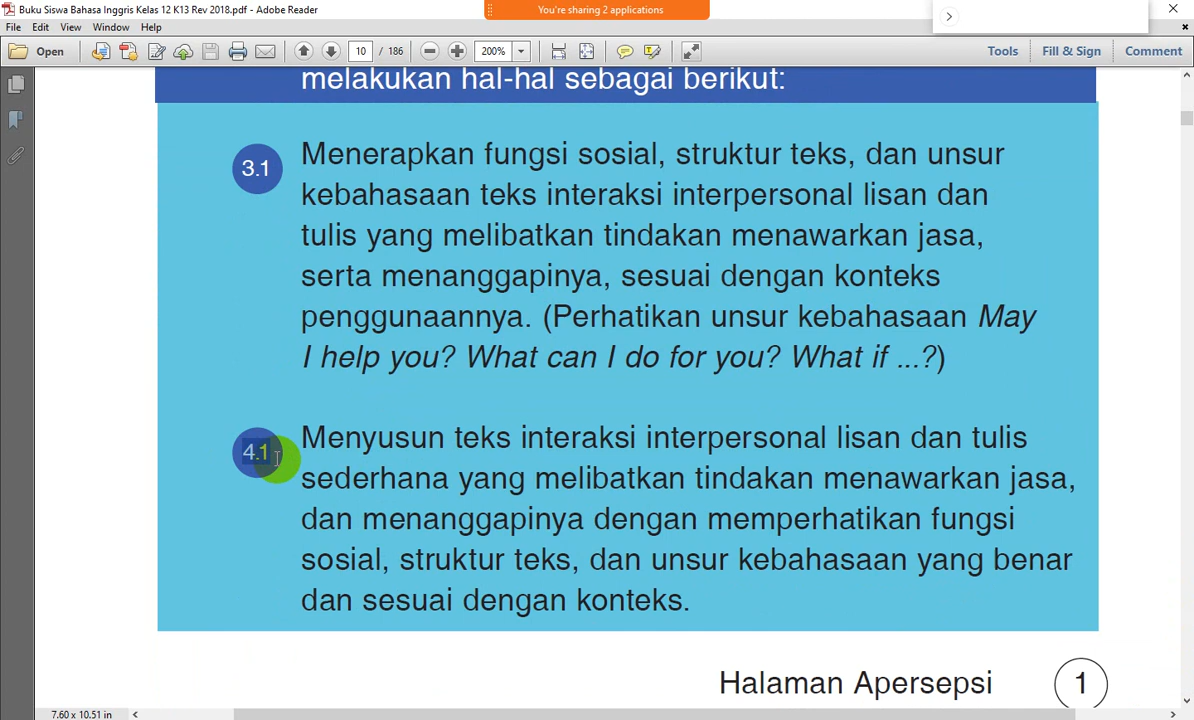 Buku Siswa Bahasa Inggris Kelas 12 K13 Rev 2018.pdf - Adobe Reader
You're sharing 2 applications
File Edit View Window Help
Open 10 / 186 200% Tools Fill & Sign Comment
melakukan hal-hal sebagai berikut:
3.1 Menerapkan fungsi sosial, struktur teks, dan unsur
kebahasaan teks interaksi interpersonal lisan dan
tulis yang melibatkan tindakan menawarkan jasa,
serta menanggapinya, sesuai dengan konteks
penggunaannya. (Perhatikan unsur kebahasaan May
I help you? What can I do for you? What if ...?)
4.1 Menyusun teks interaksi interpersonal lisan dan tulis
sederhana yang melibatkan tindakan menawarkan jasa,
dan menanggapinya dengan memperhatikan fungsi
sosial, struktur teks, dan unsur kebahasaan yang benar
dan sesuai dengan konteks.
Halaman Apersepsi 1
7.60 x 10.51 in